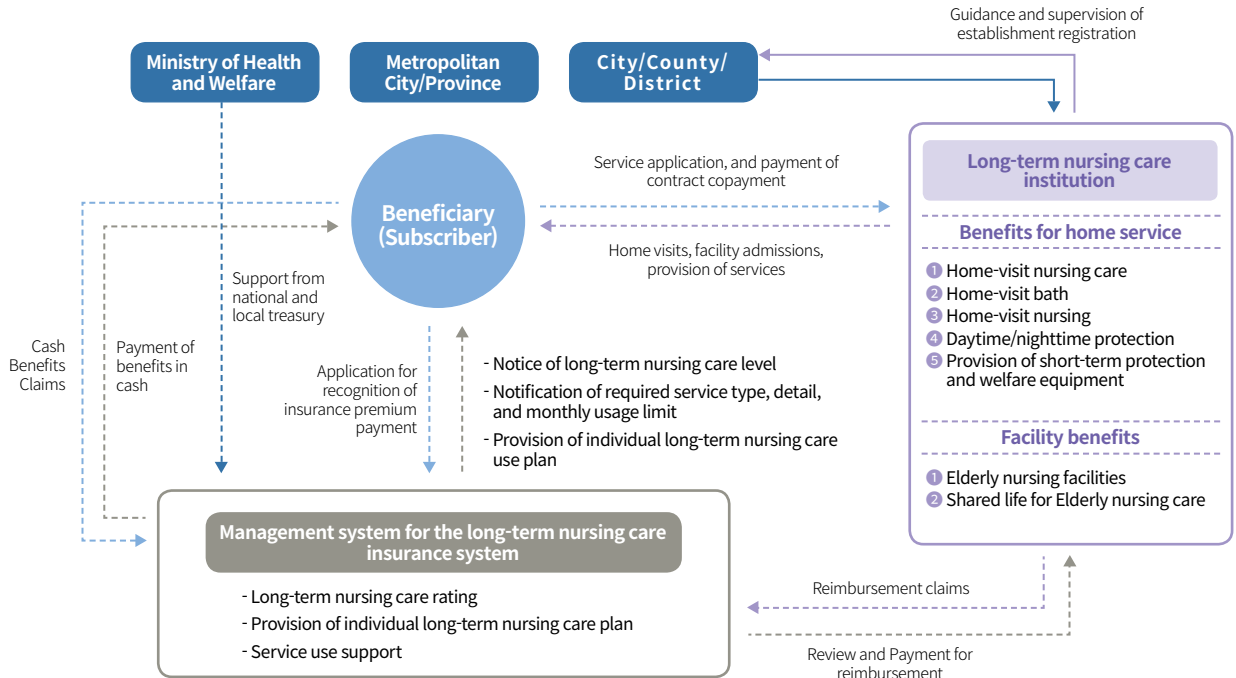 Guidance and supervision of
establishment registration
Ministry of Health
and Welfare
Metropolitan
City/Province
City/County/
District
Long-term nursing care
institution
Benefits for home service
1 Home-visit nursing care
2 Home-visit bath
3 Home-visit nursing
4 Daytime/nighttime protection
5 Provision of short-term protection
and welfare equipment
Facility benefits
1 Elderly nursing facilities
2 Shared life for Elderly nursing care
Service application, and payment of
contract copayment
Beneficiary
(Subscriber)
Home visits, facility admissions,
provision of services
Support from
national and
local treasury
Cash
Benefits
Claims
Payment of
benefits in
cash
Application for
recognition of
insurance premium
payment
- Notice of long-term nursing care level
- Notification of required service type, detail,
and monthly usage limit
- Provision of individual long-term nursing care
use plan
Management system for the long-term nursing care
insurance system
- Long-term nursing care rating
- Provision of individual long-term nursing care plan
- Service use support
Reimbursement claims
Review and Payment for
reimbursement